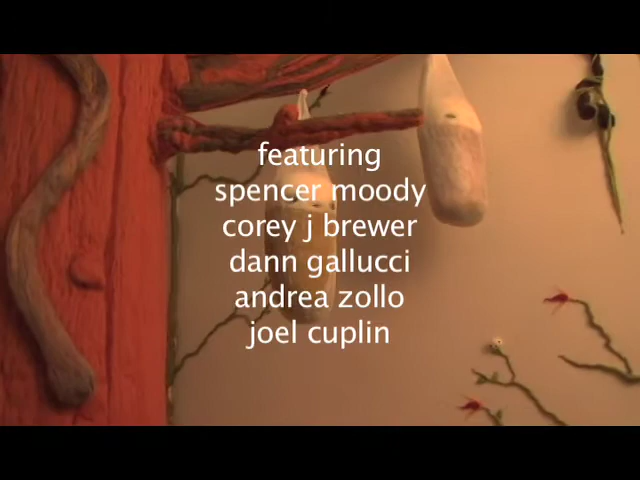 featuring
spencer moody
corey j brewer
dann gallucci
andrea zollo
joel cuplin